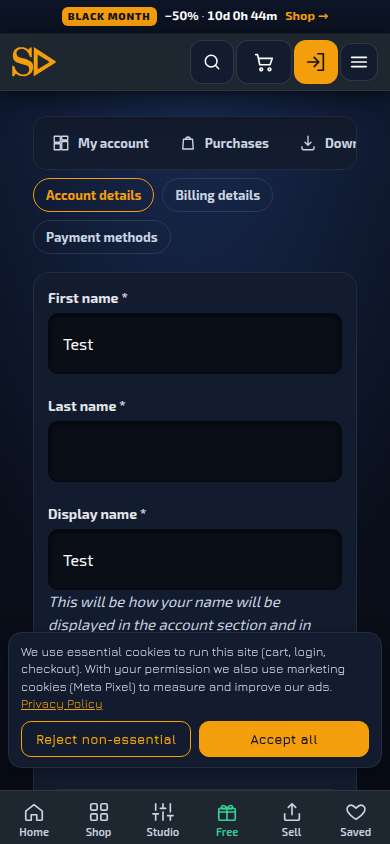 BLACK MONTH −50% · 10d 0h 44m Shop →
SD
My account Purchases Dow
Account details Billing details
Payment methods
First name *
Test
Last name *
Display name *
Test
This will be how your name will be
displayed in the account section and in
We use essential cookies to run this site (cart, login,
checkout). With your permission we also use marketing
cookies (Meta Pixel) to measure and improve our ads.
Privacy Policy
Reject non-essential Accept all
Home Shop Studio Free Sell Saved